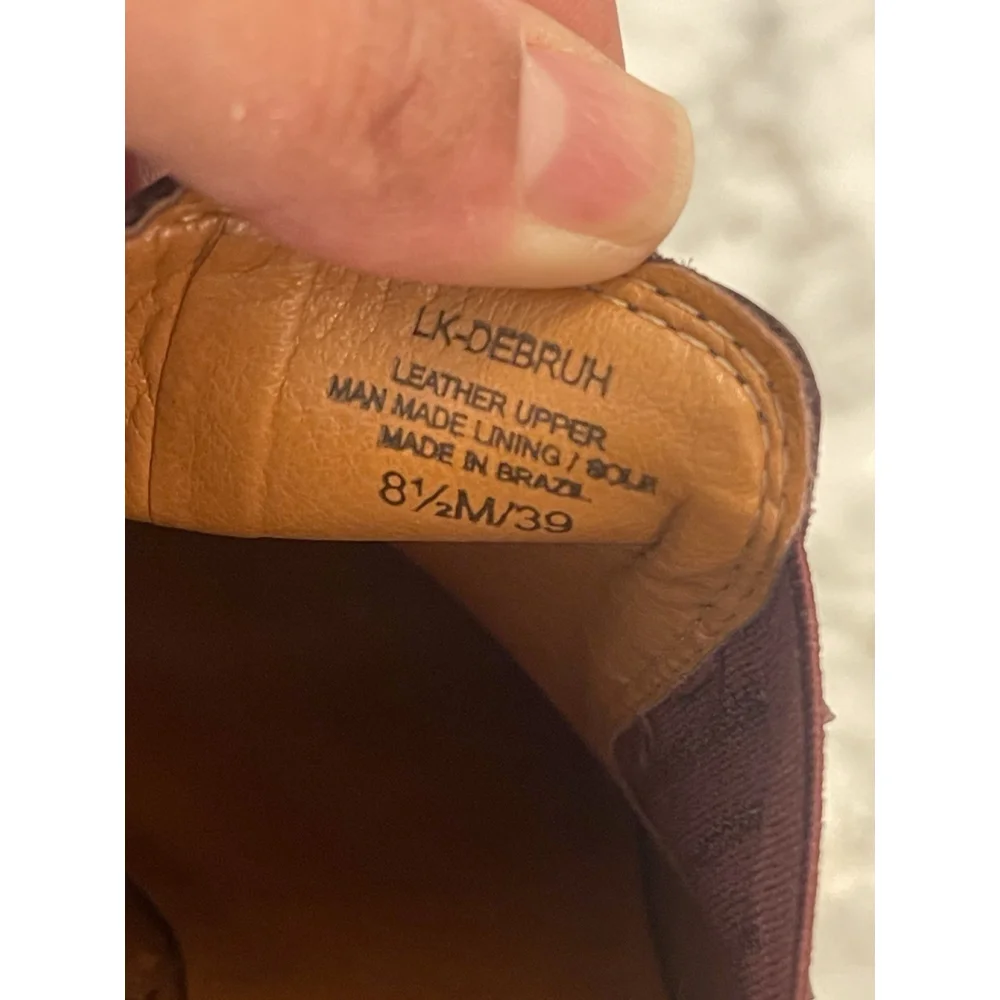 LK-DEBRUH
LEATHER UPPER
MAN MADE LINING / SOLE
MADE IN BRAZIL
8½M/39